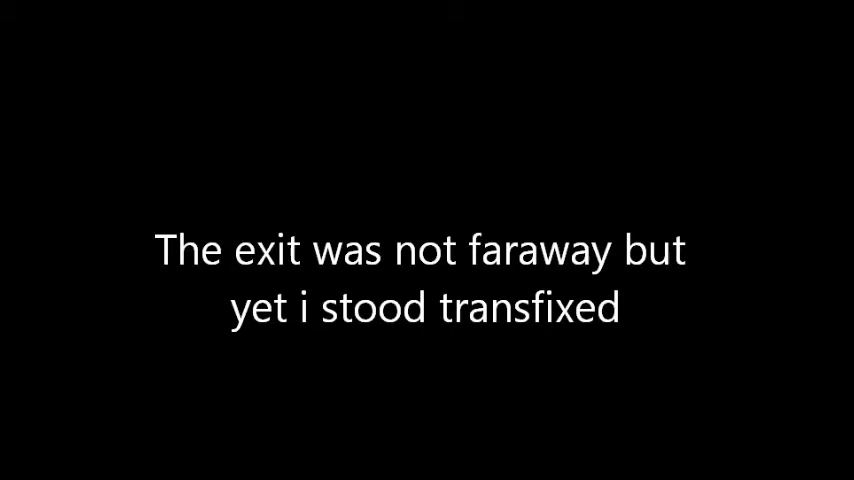 The exit was not faraway but
yet i stood transfixed